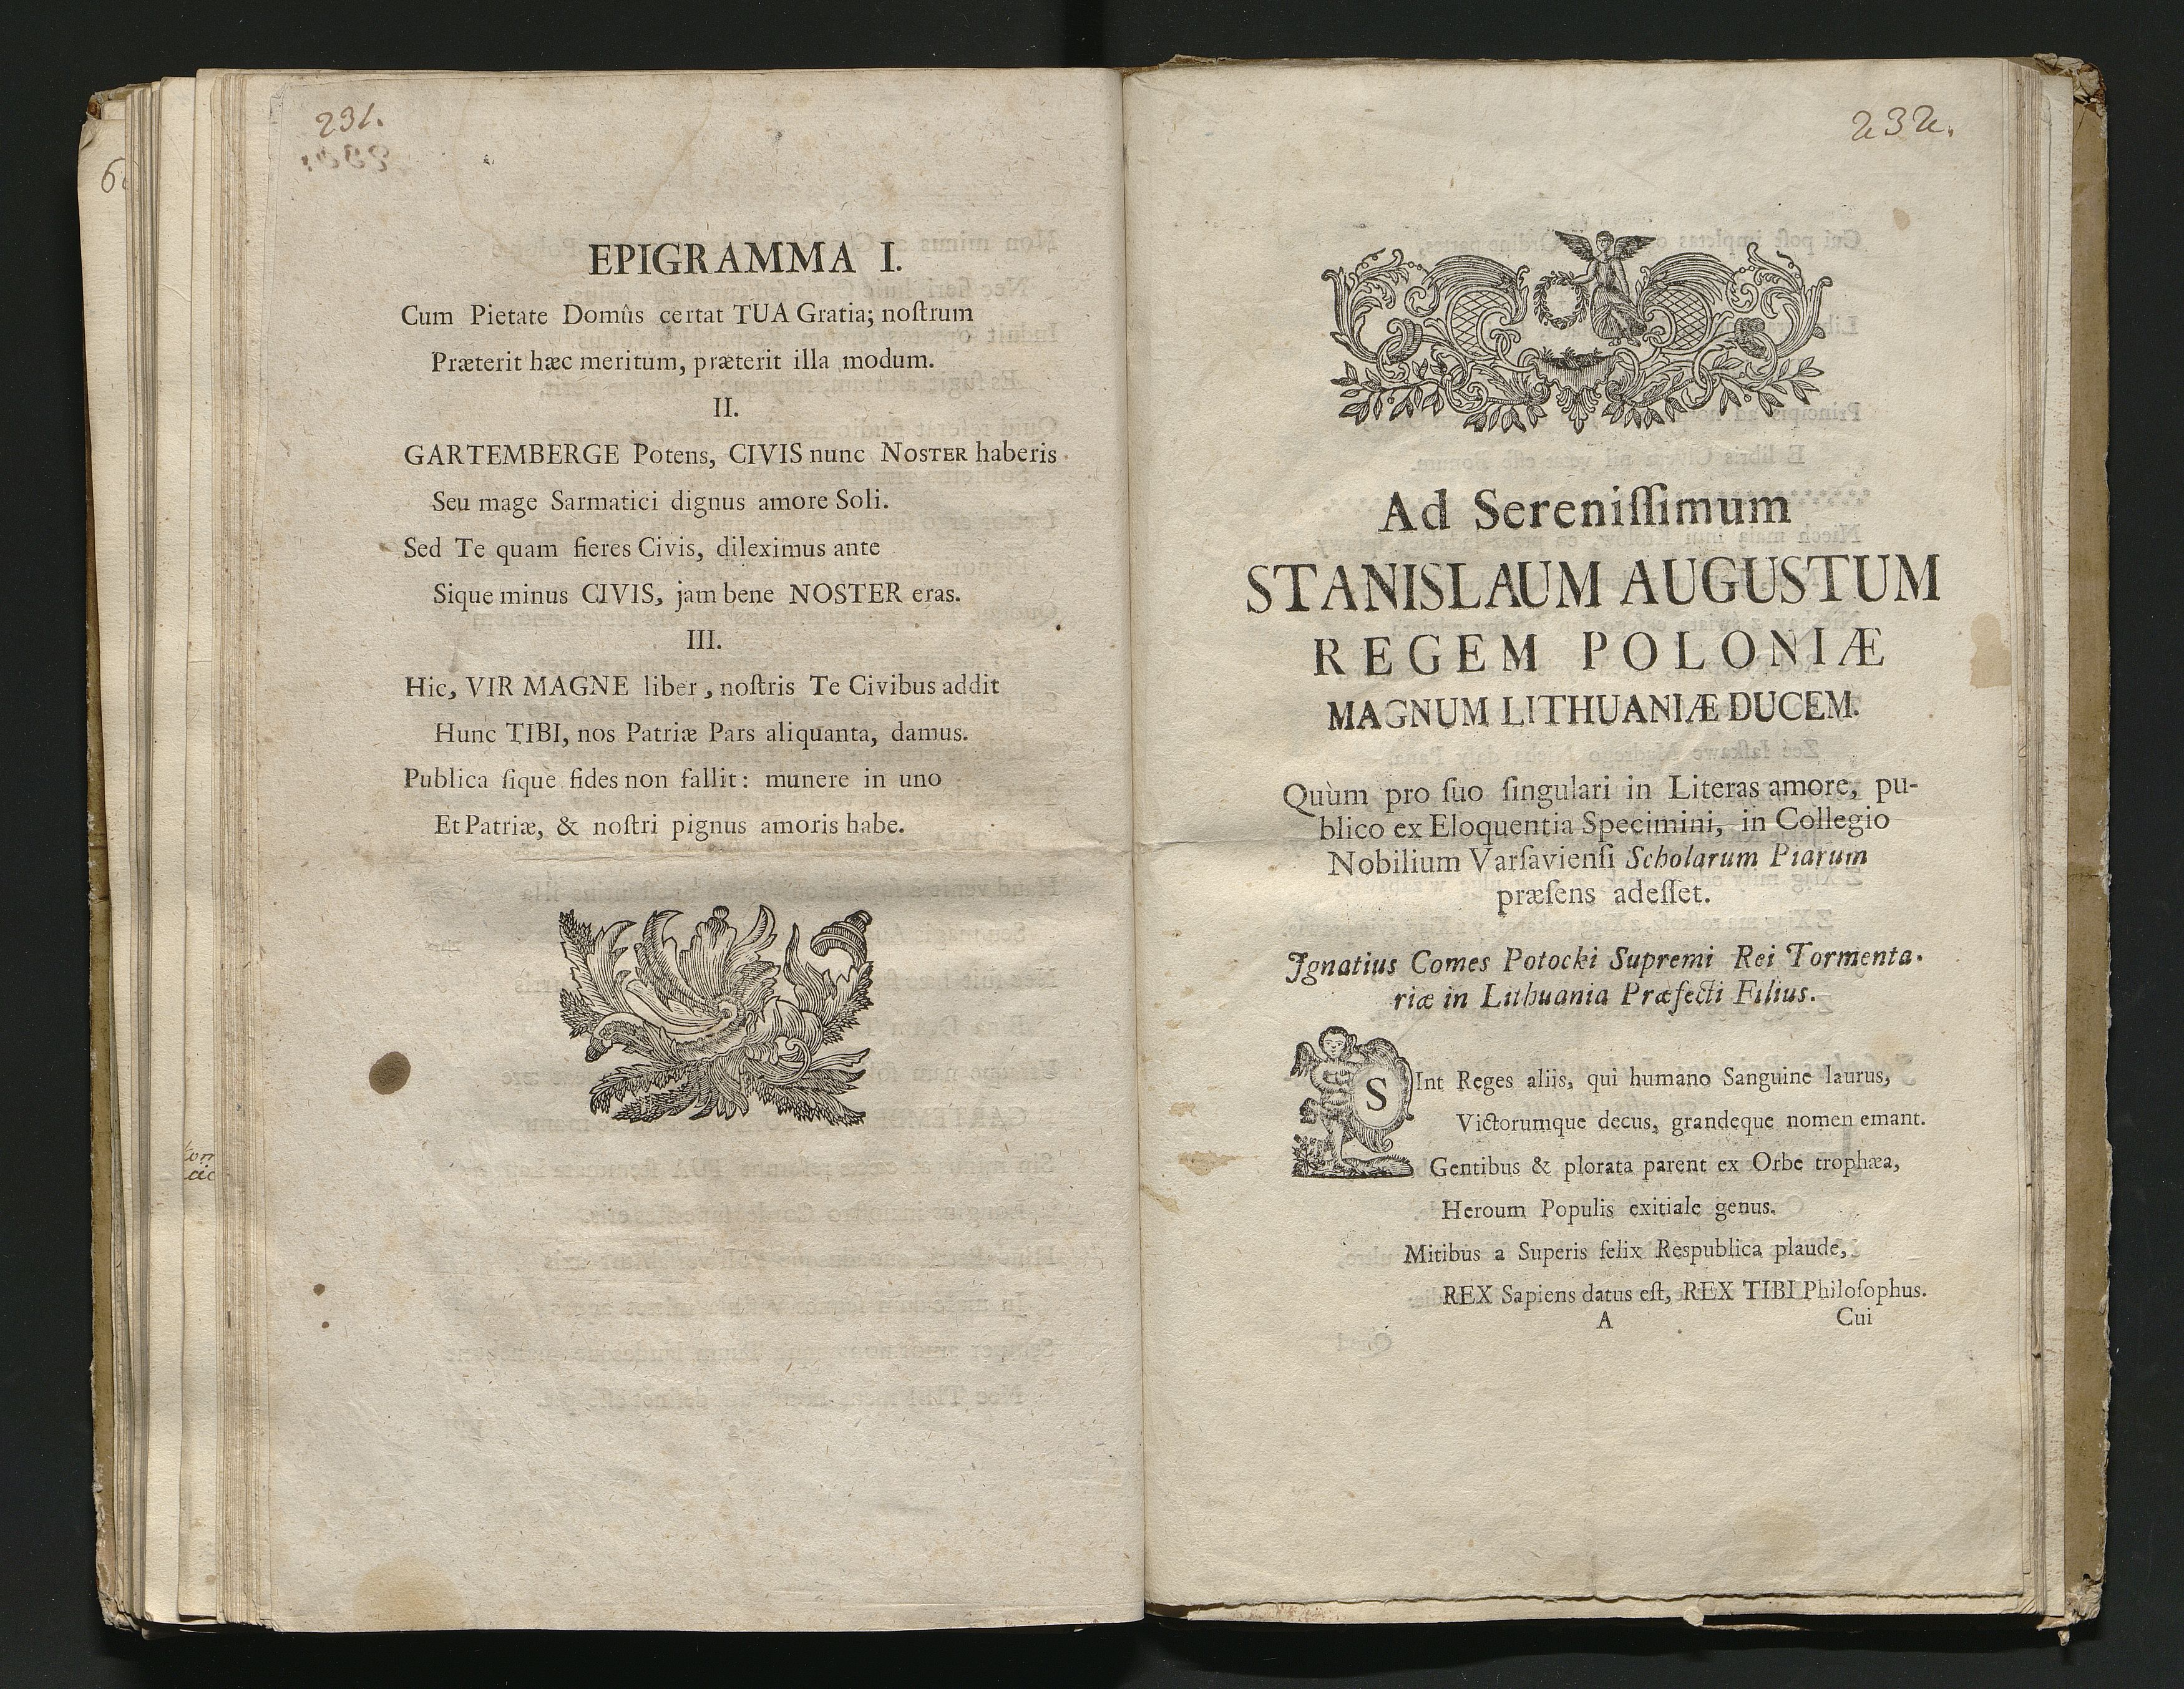 231.
EPIGRAMMA I.
Cum Pietate Domûs certat TUA Gratia; noſtrum
Præterit hæc meritum, præterit illa modum.
II.
GARTEMBERGE Potens, CIVIS nunc NOSTER haberis
Seu mage Sarmatici dignus amore Soli.
Sed Te quam fieres Civis, dileximus ante
Sique minus CIVIS, jam bene NOSTER eras.
III.
Hic, VIR MAGNE liber, noſtris Te Civibus addit
Hunc TIBI, nos Patriæ Pars aliquanta, damus.
Publica ſique fides non fallit: munere in uno
Et Patriæ, & noſtri pignus amoris habe.
232.
Ad Sereniſſimum
STANISLAUM AUGUSTUM
REGEM POLONIÆ
MAGNUM LITHUANIÆ DUCEM.
Quùm pro ſuo ſingulari in Literas amore, pu-
blico ex Eloquentia Specimini, in Collegio
Nobilium Varſavienſi Scholarum Piarum
præſens adeſſet.
Ignatius Comes Potocki Supremi Rei Tormenta-
riæ in Lithuania Præfecti Filius.
SInt Reges aliis, qui humano Sanguine laurus,
Victorumque decus, grandeque nomen emant.
Gentibus & plorata parent ex Orbe trophæa,
Heroum Populis exitiale genus.
Mitibus a Superis felix Respublica plaude,
REX Sapiens datus eſt, REX TIBI Philoſophus.
A Cui